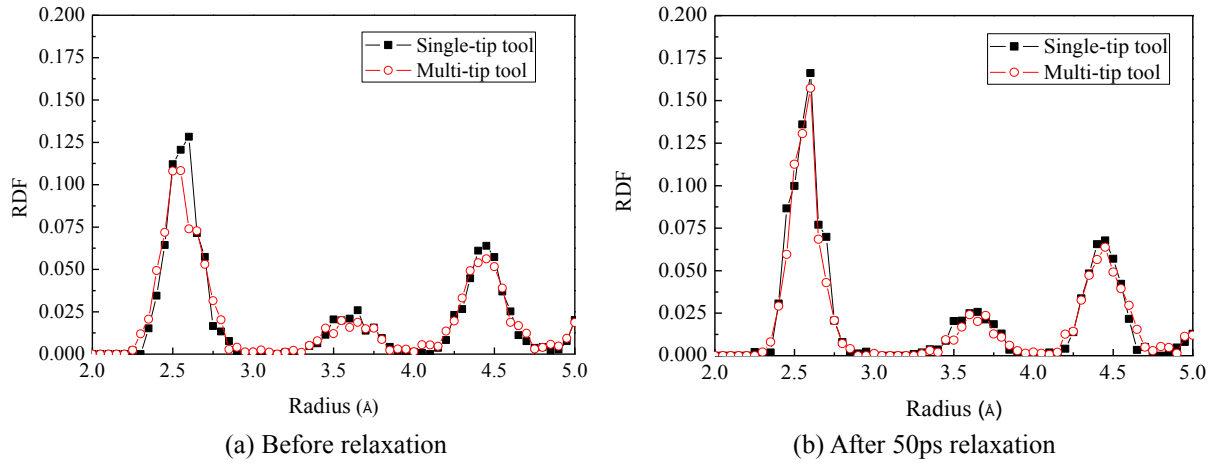 0.200
0.175
0.150
0.125
0.100
0.075
0.050
0.025
0.000
RDF
Single-tip tool
Multi-tip tool
2.0 2.5 3.0 3.5 4.0 4.5 5.0
Radius (Å)
(a) Before relaxation
0.200
0.175
0.150
0.125
0.100
0.075
0.050
0.025
0.000
RDF
Single-tip tool
Multi-tip tool
2.0 2.5 3.0 3.5 4.0 4.5 5.0
Radius (Å)
(b) After 50ps relaxation